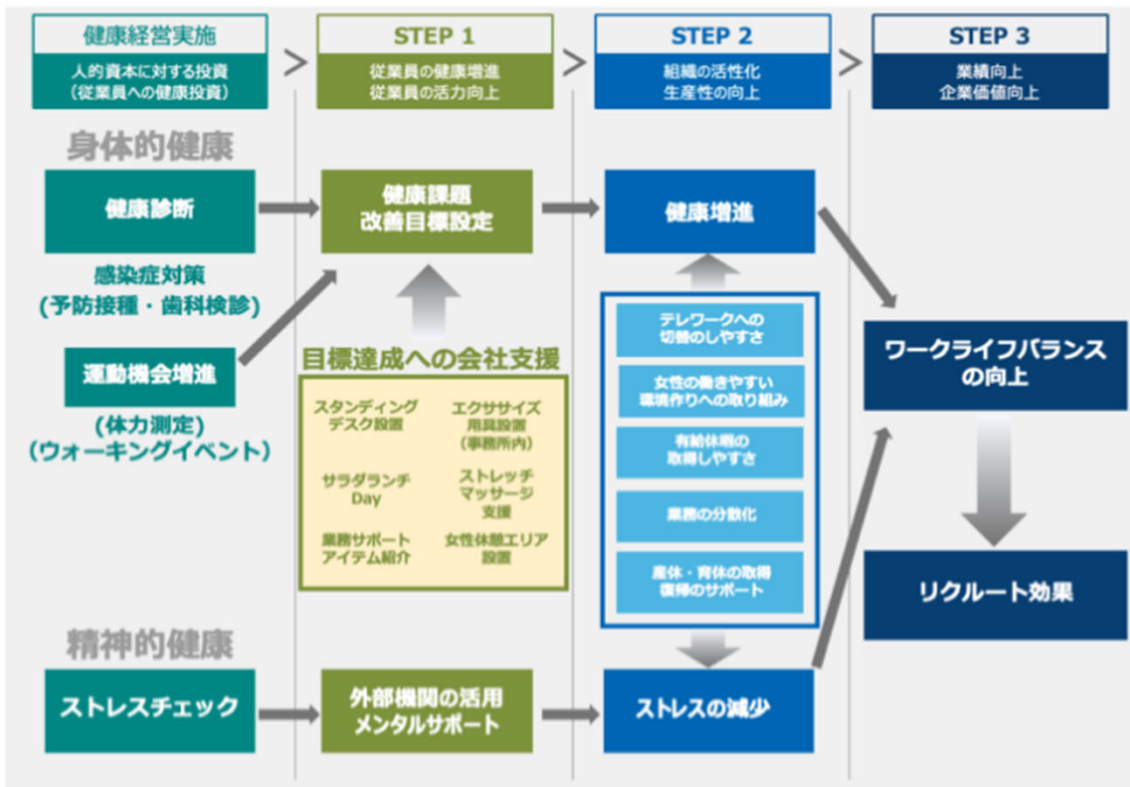 健康経営実施
人的資本に対する投資
(従業員への健康投資)
STEP 1
従業員の健康増進
従業員の活力向上
STEP 2
組織の活性化
生産性の向上
STEP 3
業績向上
企業価値向上
身体的健康
健康診断
感染症対策
(予防接種・歯科検診)
運動機会増進
(体力測定)
(ウォーキングイベント)
健康課題
改善目標設定
目標達成への会社支援
スタンディング
デスク設置
エクササイズ
用具設置
(事務所内)
サラダランチ
Day
ストレッチ
マッサージ
支援
業務サポート
アイテム紹介
女性休憩エリア
設置
健康増進
テレワークへの
切替のしやすさ
女性の働きやすい
環境作りへの取り組み
有給休暇の
取得しやすさ
業務の分散化
産休・育休の取得
復帰のサポート
ワークライフバランス
の向上
リクルート効果
精神的健康
ストレスチェック
外部機関の活用
メンタルサポート
ストレスの減少